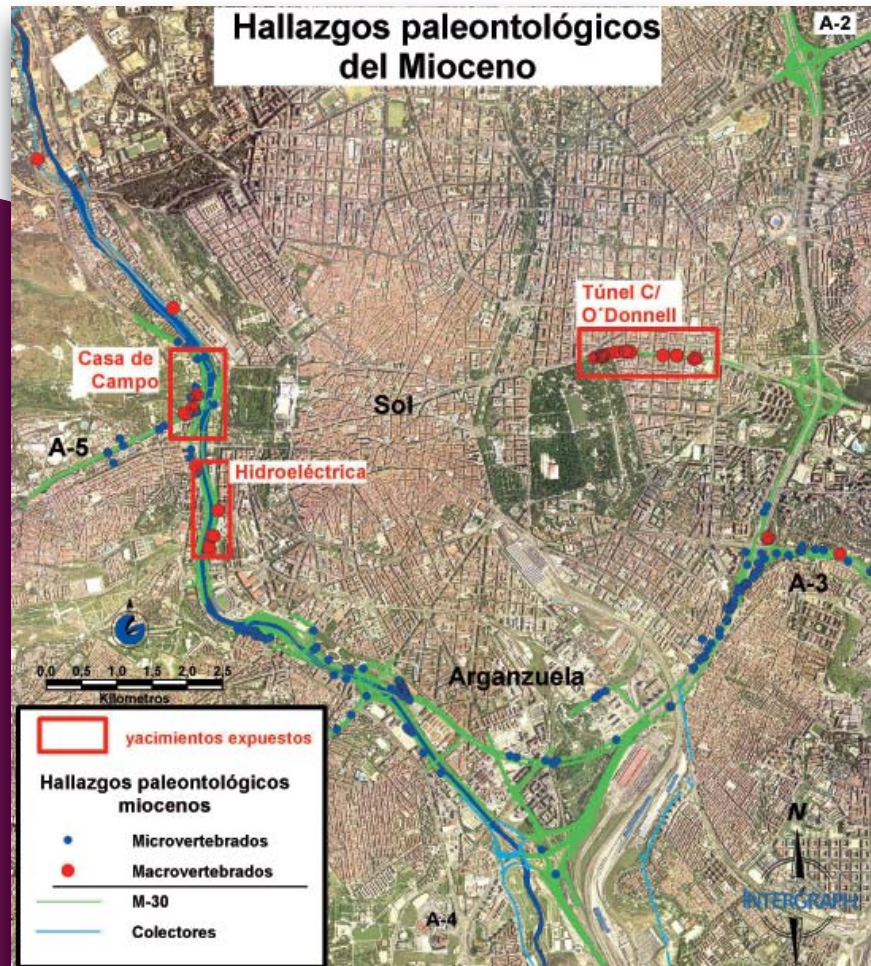 Hallazgos paleontológicos
del Mioceno
A-2
Túnel C/
O´Donnell
Casa de
Campo
Sol
A-5
Hidroeléctrica
A-3
0,0 0,5 1,0 1,5 2,0 2,5
Kilometros
Arganzuela
yacimientos expuestos
Hallazgos paleontológicos
miocenos
Microvertebrados
Macrovertebrados
M-30
Colectores
A-4
N
INTERGRAPH